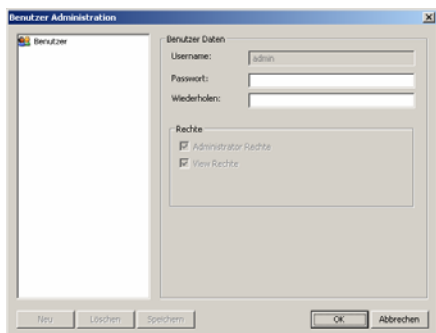 Benutzer Administration
Benutzer
Benutzer Daten
Username: admin
Passwort:
Wiederholen:
Rechte
Administrator Rechte
View Rechte
Neu Löschen Speichern OK Abbrechen